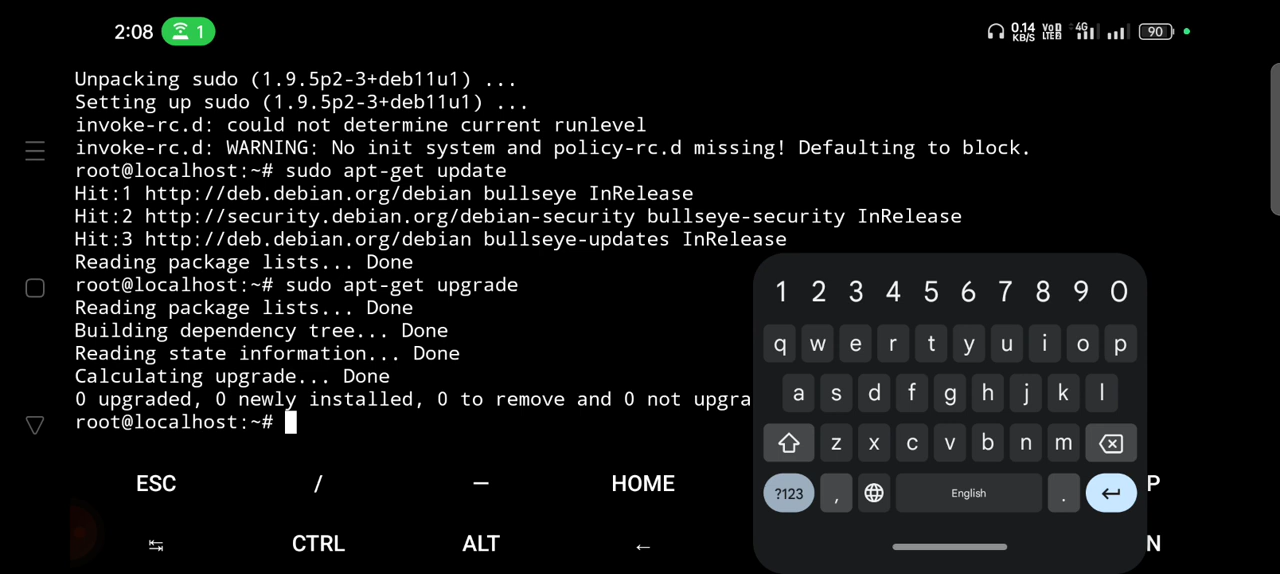 2:08 1 0.14 KB/S Vo LTE D 4G 90
Unpacking sudo (1.9.5p2-3+deb11u1) ...
Setting up sudo (1.9.5p2-3+deb11u1) ...
invoke-rc.d: could not determine current runlevel
invoke-rc.d: WARNING: No init system and policy-rc.d missing! Defaulting to block.
root@localhost:~# sudo apt-get update
Hit:1 http://deb.debian.org/debian bullseye InRelease
Hit:2 http://security.debian.org/debian-security bullseye-security InRelease
Hit:3 http://deb.debian.org/debian bullseye-updates InRelease
Reading package lists... Done
root@localhost:~# sudo apt-get upgrade
Reading package lists... Done
Building dependency tree... Done
Reading state information... Done
Calculating upgrade... Done
0 upgraded, 0 newly installed, 0 to remove and 0 not upgra
root@localhost:~#
1 2 3 4 5 6 7 8 9 0
q w e r t y u i o p
a s d f g h j k l
z x c v b n m
?123 , English .
ESC / — HOME P
⇆ CTRL ALT ← N